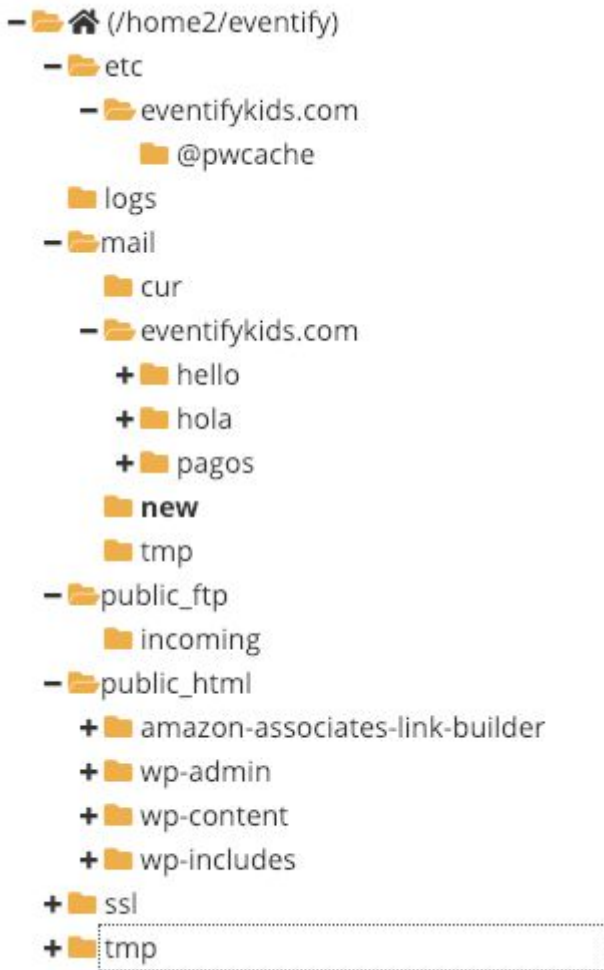 (/home2/eventify)
etc
eventifykids.com
@pwcache
logs
mail
cur
eventifykids.com
hello
hola
pagos
new
tmp
public_ftp
incoming
public_html
amazon-associates-link-builder
wp-admin
wp-content
wp-includes
ssl
tmp